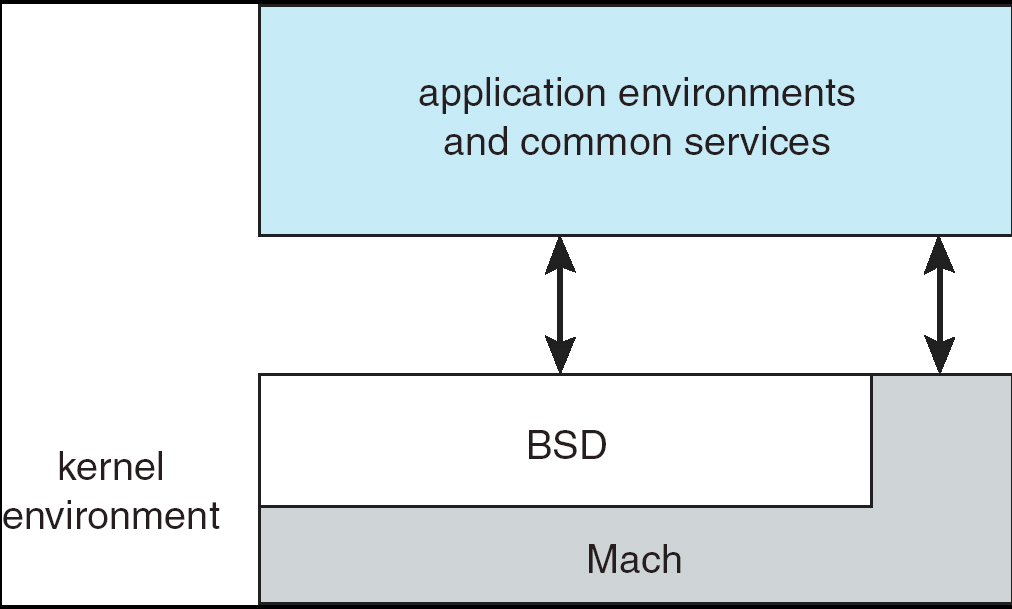 application environments
and common services
BSD
kernel
environment
Mach